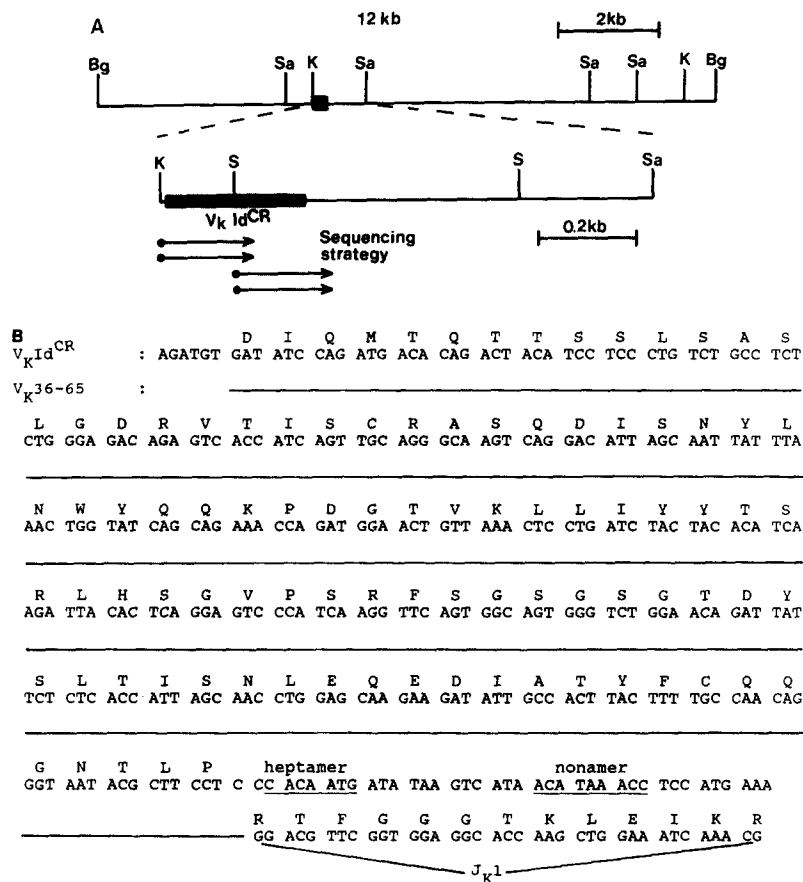 A
12 kb
2kb
Bg Sa K Sa Sa Sa K Bg
K S S Sa
Vk IdCR
0.2kb
Sequencing
strategy
B
D I Q M T Q T T S S L S A S
VKIdCR : AGATGT GAT ATC CAG ATG ACA CAG ACT ACA TCC TCC CTG TCT GCC TCT
VK36-65 :
L G D R V T I S C R A S Q D I S N Y L
CTG GGA GAC AGA GTC ACC ATC AGT TGC AGG GCA AGT CAG GAC ATT AGC AAT TAT TTA
N W Y Q Q K P D G T V K L L I Y Y T S
AAC TGG TAT CAG CAG AAA CCA GAT GGA ACT GTT AAA CTC CTG ATC TAC TAC ACA TCA
R L H S G V P S R F S G S G S G T D Y
AGA TTA CAC TCA GGA GTC CCA TCA AGG TTC AGT GGC AGT GGG TCT GGA ACA GAT TAT
S L T I S N L E Q E D I A T Y F C Q Q
TCT CTC ACC ATT AGC AAC CTG GAG CAA GAA GAT ATT GCC ACT TAC TTT TGC CAA CAG
G N T L P heptamer nonamer
GGT AAT ACG CTT CCT C CC ACA ATG ATA TAA GTC ATA ACA TAA ACC TCC ATG AAA
R T F G G G T K L E I K R
GG ACG TTC GGT GGA GGC ACC AAG CTG GAA ATC AAA CG
JK1